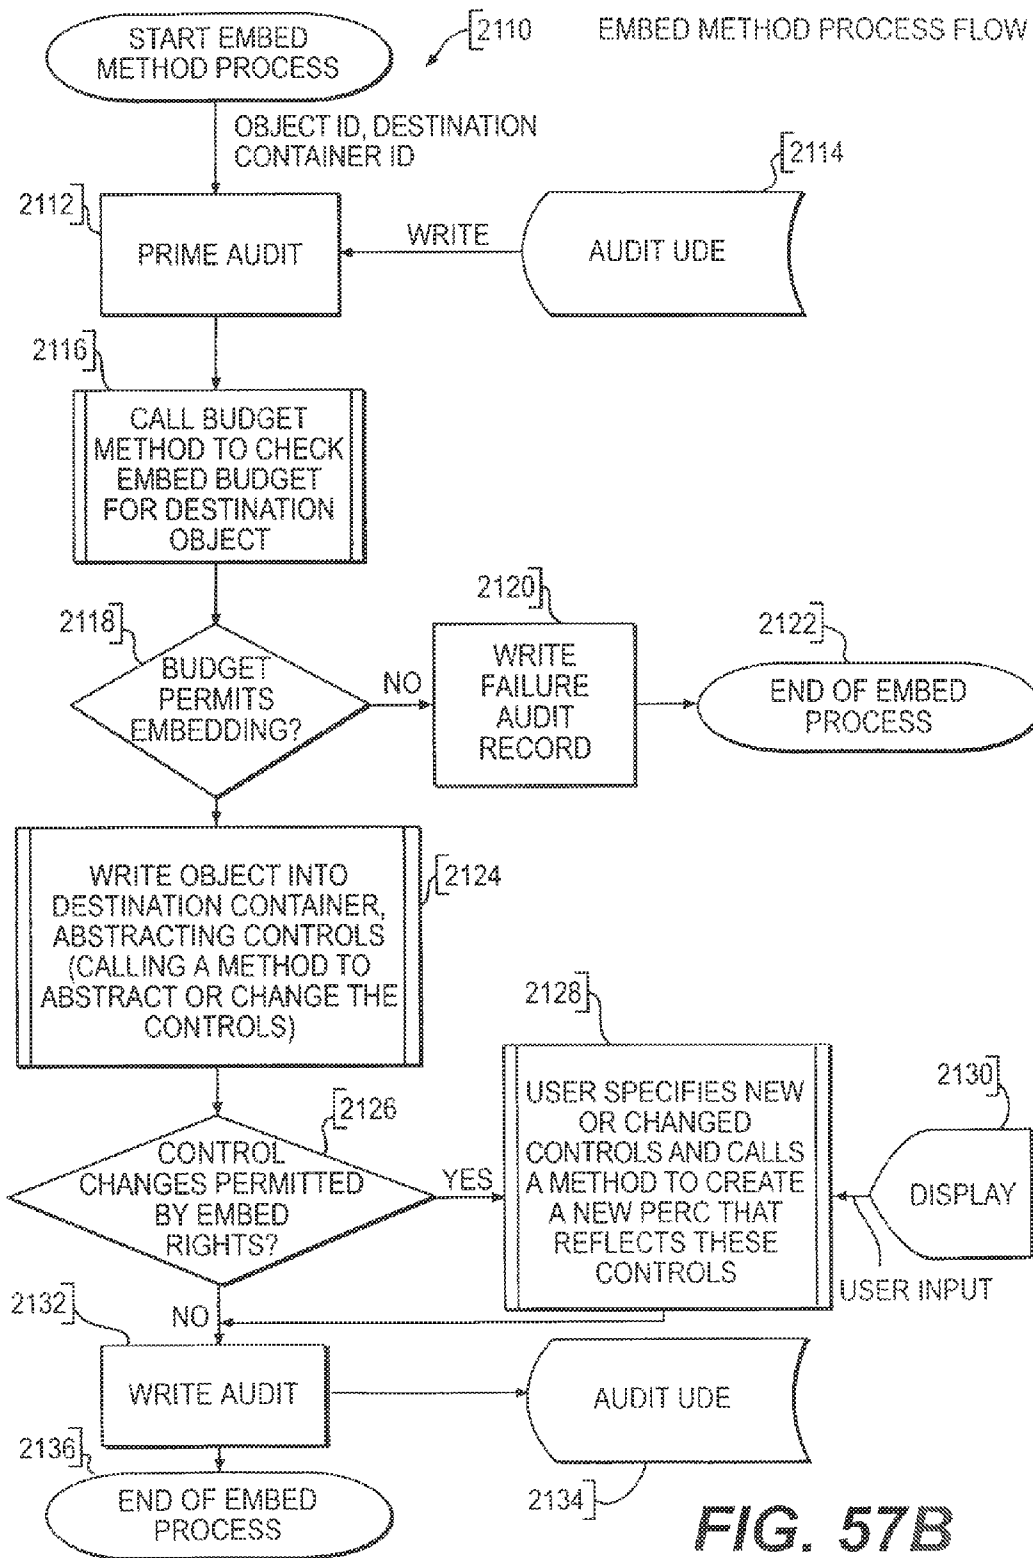 START EMBED
METHOD PROCESS
2110
EMBED METHOD PROCESS FLOW
OBJECT ID, DESTINATION
CONTAINER ID
2112
PRIME AUDIT
WRITE
2114
AUDIT UDE
2116
CALL BUDGET
METHOD TO CHECK
EMBED BUDGET
FOR DESTINATION
OBJECT
2118
BUDGET
PERMITS
EMBEDDING?
NO
2120
WRITE
FAILURE
AUDIT
RECORD
2122
END OF EMBED
PROCESS
WRITE OBJECT INTO
DESTINATION CONTAINER,
ABSTRACTING CONTROLS
(CALLING A METHOD TO
ABSTRACT OR CHANGE THE
CONTROLS)
2124
2126
CONTROL
CHANGES PERMITTED
BY EMBED
RIGHTS?
YES
2128
USER SPECIFIES NEW
OR CHANGED
CONTROLS AND CALLS
A METHOD TO CREATE
A NEW PERC THAT
REFLECTS THESE
CONTROLS
2130
DISPLAY
USER INPUT
NO
2132
WRITE AUDIT
AUDIT UDE
2134
2136
END OF EMBED
PROCESS
FIG. 57B